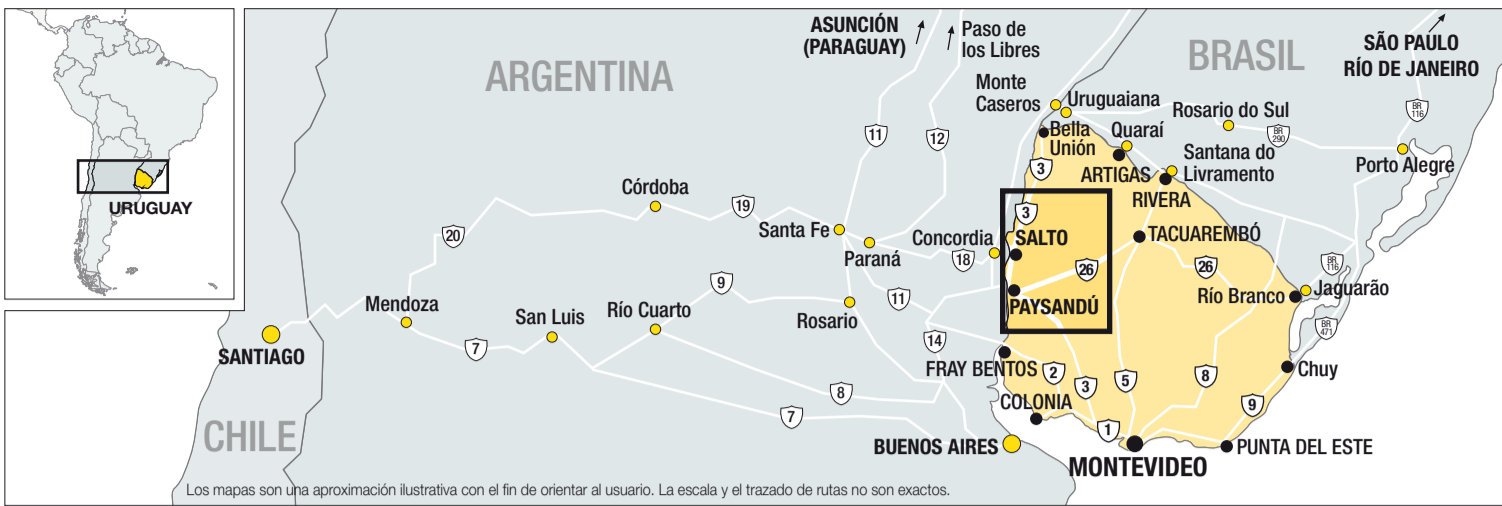 URUGUAY
ARGENTINA
CHILE
BRASIL
ASUNCIÓN
(PARAGUAY)
Paso de
los Libres
SÃO PAULO
RÍO DE JANEIRO
Monte
Caseros
Uruguaiana
Rosario do Sul
BR
116
BR
290
Bella
Unión
Quaraí
Santana do
Livramento
Porto Alegre
11
12
3
ARTIGAS
RIVERA
Córdoba
19
20
Santa Fe
Paraná
Concordia
18
3
SALTO
TACUAREMBÓ
26
26
BR
116
Mendoza
7
San Luis
Río Cuarto
9
Rosario
11
PAYSANDÚ
Río Branco
Jaguarão
SANTIAGO
14
BR
471
FRAY BENTOS
2
3
5
8
Chuy
8
7
COLONIA
1
9
BUENOS AIRES
MONTEVIDEO
PUNTA DEL ESTE
Los mapas son una aproximación ilustrativa con el fin de orientar al usuario. La escala y el trazado de rutas no son exactos.